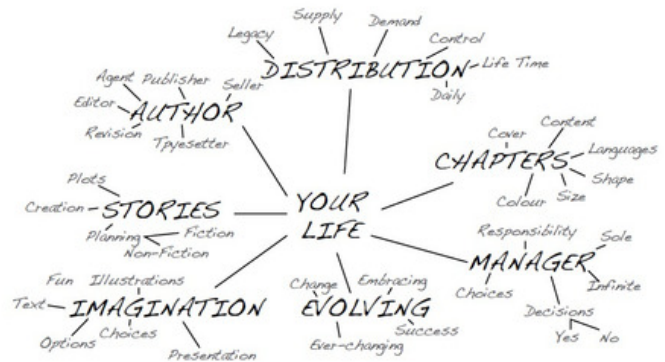 Supply
Demand
Legacy
Control
DISTRIBUTION
Life Time
Daily
Agent
Publisher
Seller
Editor
AUTHOR
Revision
Tpyesetter
Content
Cover
Languages
CHAPTERS
Shape
Colour
Size
Plots
Creation
STORIES
Planning
Fiction
Non-Fiction
YOUR
LIFE
Responsibility
Sole
MANAGER
Infinite
Choices
Decisions
Yes
No
Fun
Illustrations
Text
IMAGINATION
Options
Choices
Presentation
Change
Embracing
EVOLVING
Success
Ever-changing